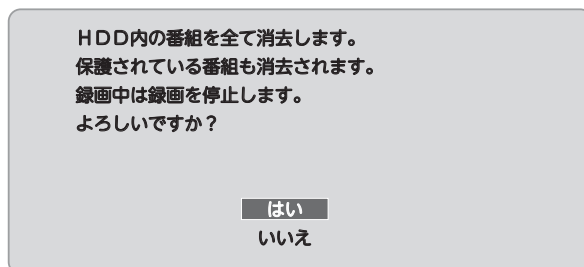 ＨＤＤ内の番組を全て消去します。
保護されている番組も消去されます。
録画中は録画を停止します。
よろしいですか？
はい
いいえ